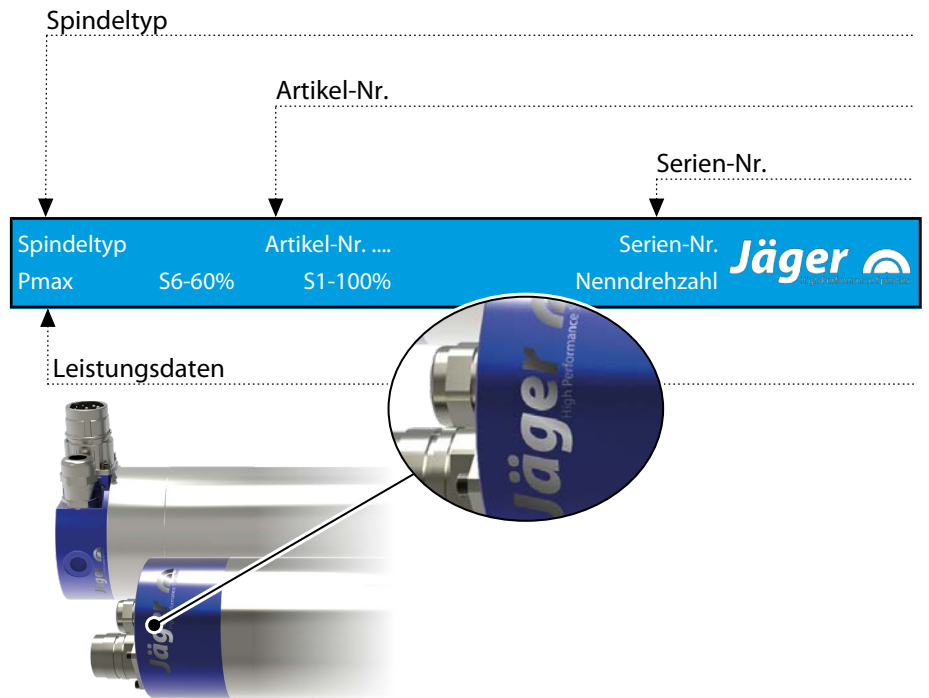 Spindeltyp
Artikel-Nr.
Serien-Nr.
Spindeltyp Artikel-Nr. .... Serien-Nr.
Pmax S6-60% S1-100% Nenndrehzahl
Jäger
Leistungsdaten
Jäger
High Performance
Jäger
Jäger